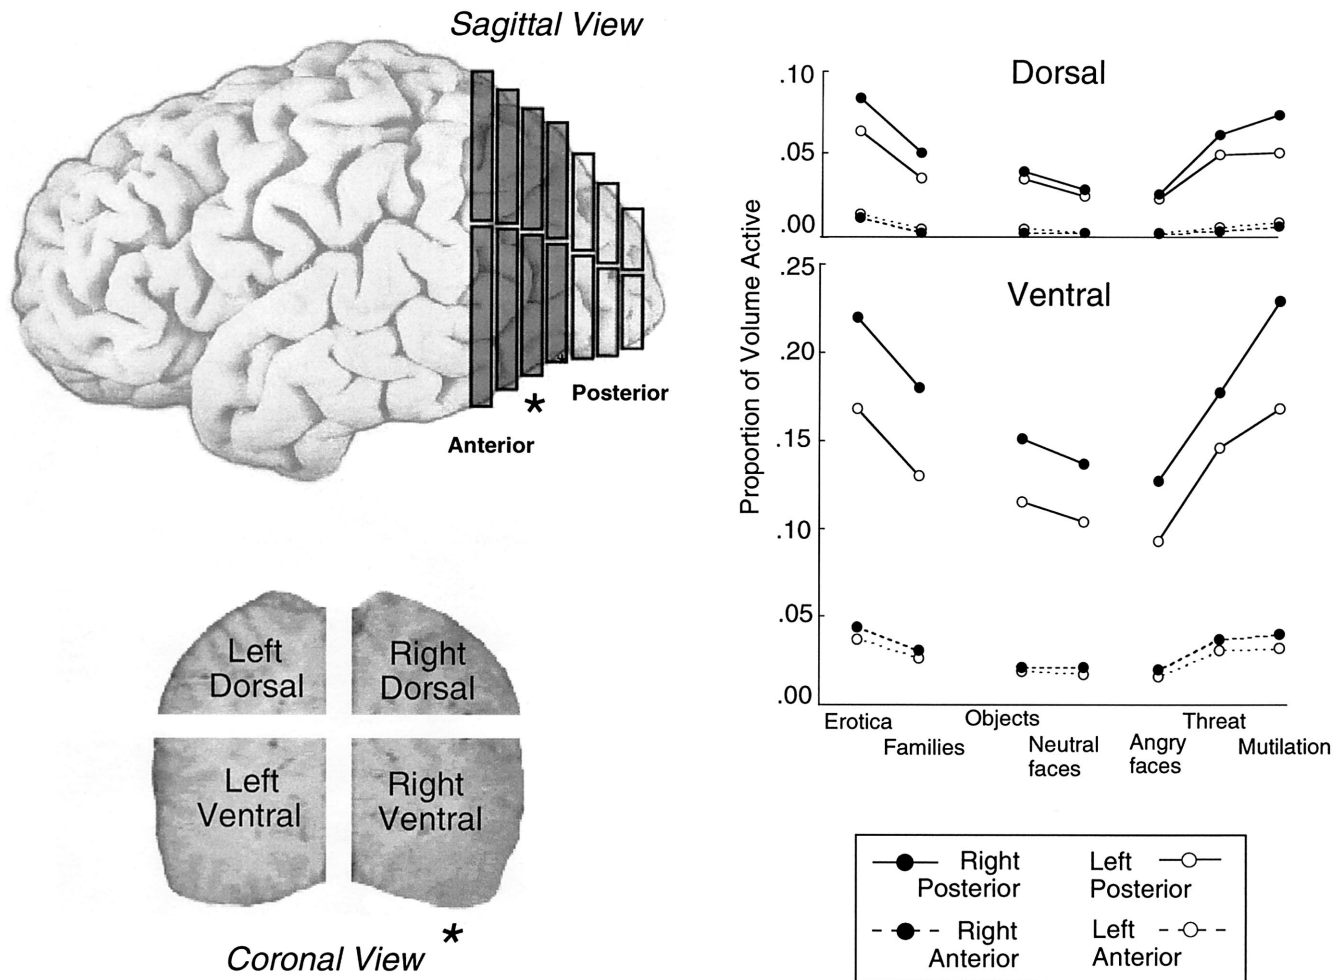 Sagittal View
*
Posterior
Anterior
Left
Dorsal
Right
Dorsal
Left
Ventral
Right
Ventral
*
Coronal View
Proportion of Volume Active
Dorsal
.10
.05
.00
Ventral
.25
.20
.15
.10
.05
.00
Erotica
Families
Objects
Neutral
faces
Angry
faces
Threat
Mutilation
Right
Posterior
Left
Posterior
Right
Anterior
Left
Anterior